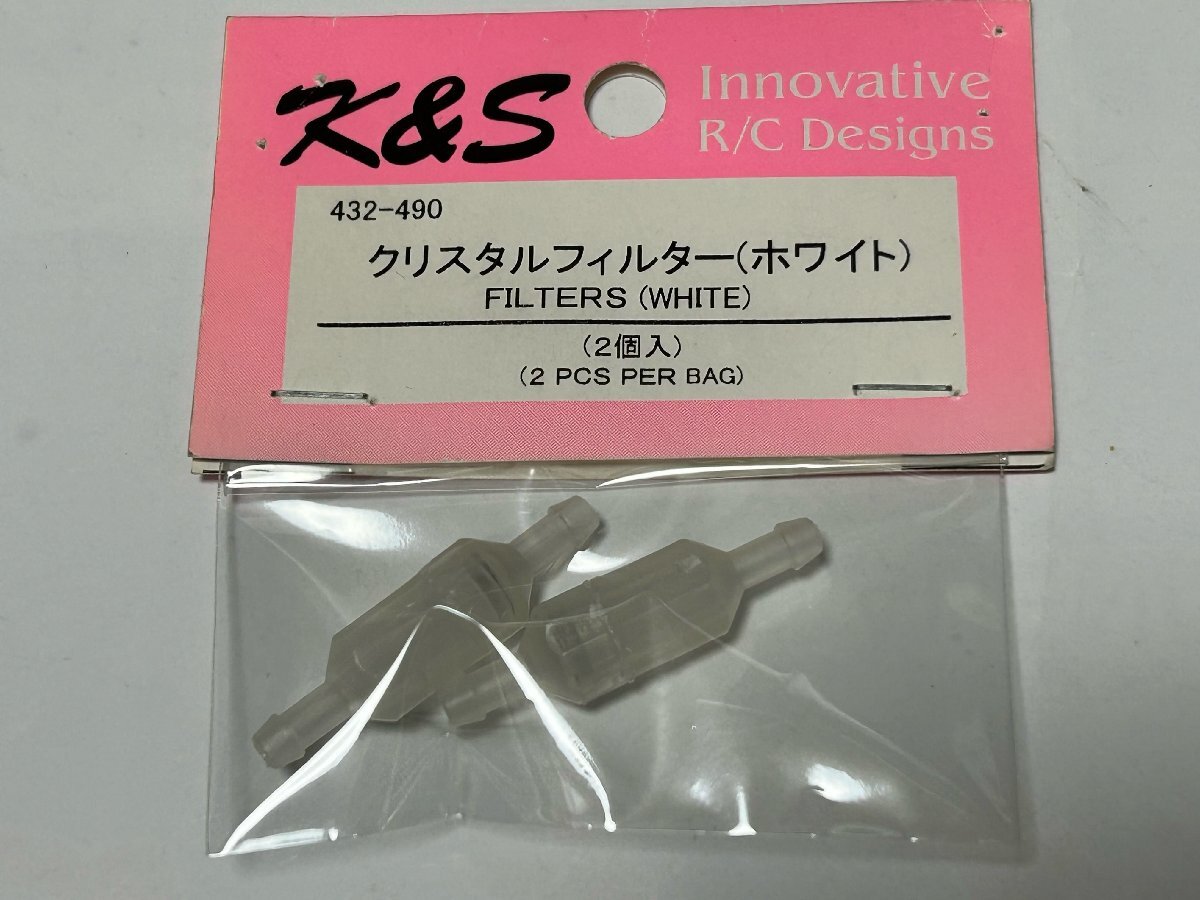 K&S
Innovative
R/C Designs
432-490
クリスタルフィルター(ホワイト)
FILTERS (WHITE)
(2個入)
(2 PCS PER BAG)